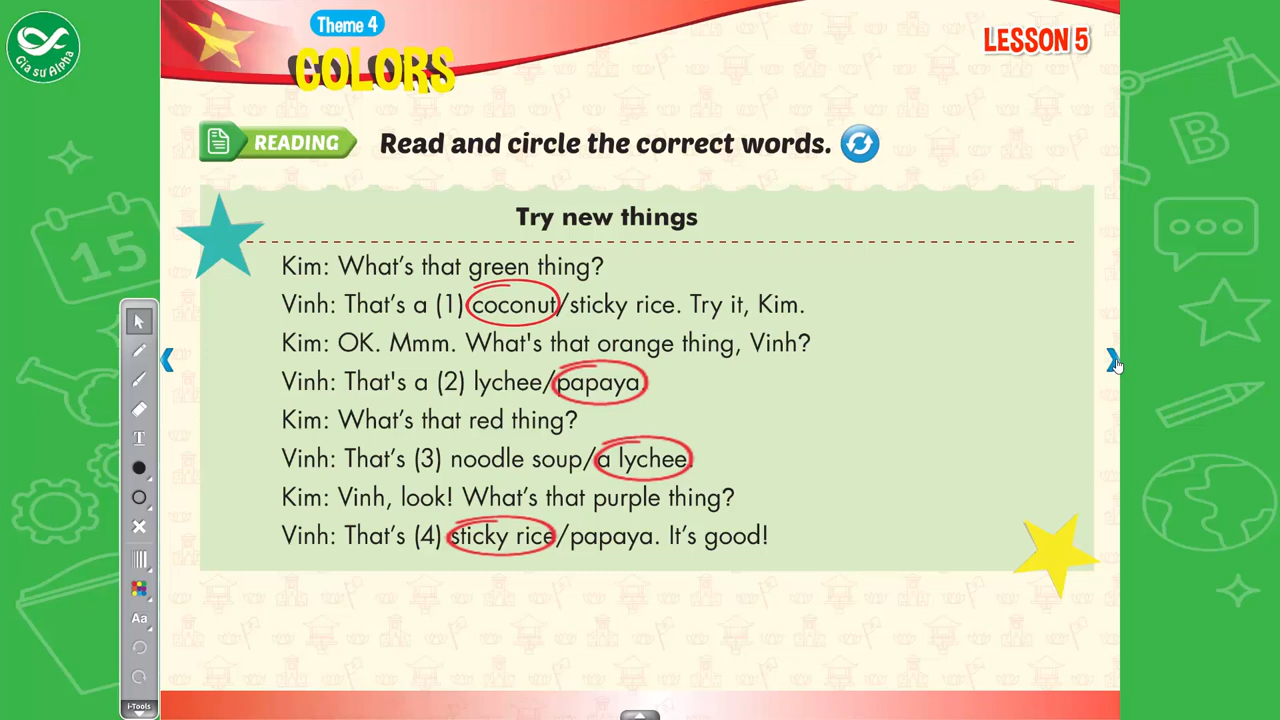 Gia sư Alpha
Theme 4
COLORS
LESSON 5
READING
Read and circle the correct words.
15
B
Try new things
Kim: What’s that green thing?
Vinh: That’s a (1) coconut/sticky rice. Try it, Kim.
Kim: OK. Mmm. What's that orange thing, Vinh?
Vinh: That's a (2) lychee/papaya.
Kim: What’s that red thing?
Vinh: That’s (3) noodle soup/a lychee.
Kim: Vinh, look! What’s that purple thing?
Vinh: That’s (4) sticky rice/papaya. It’s good!
T
Aa
i-Tools